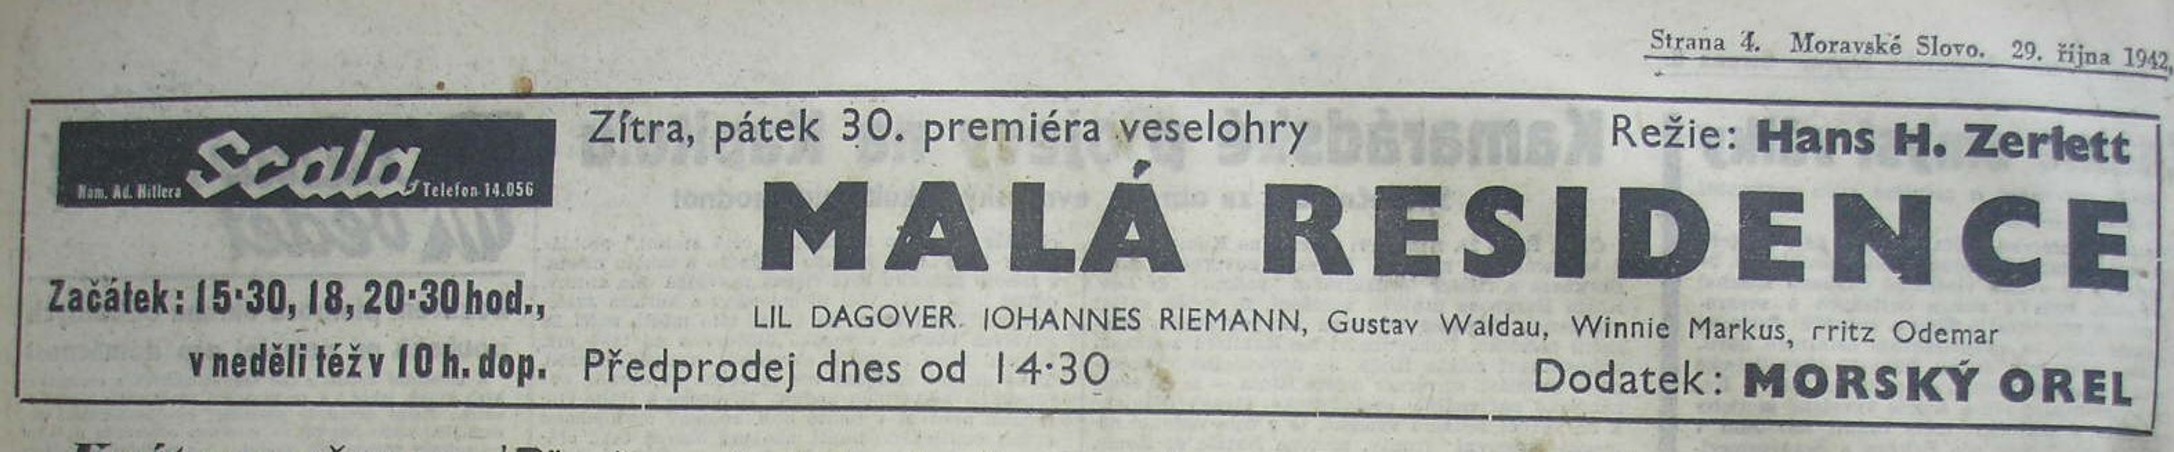 Strana 4. Moravské Slovo. 29. října 1942,
Scala
Nam. Ad. Hitlera
Telefon 14.056
Zítra, pátek 30. premiéra veselohry
Režie: Hans H. Zerlett
MALÁ RESIDENCE
Začátek: 15·30, 18, 20·30 hod.,
v neděli též v 10 h. dop.
LIL DAGOVER. IOHANNES RIEMANN, Gustav Waldau, Winnie Markus, rritz Odemar
Předprodej dnes od 14·30
Dodatek: MORSKÝ OREL